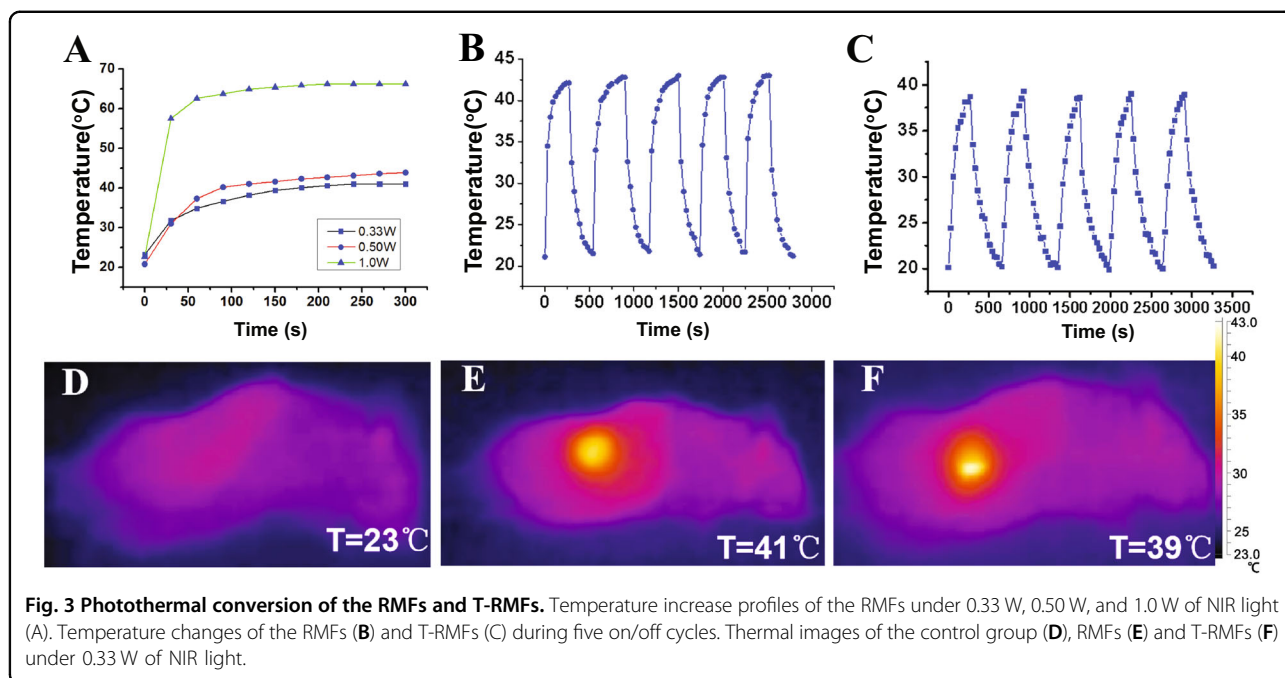 A
Temperature(°C)
70
60
50
40
30
20
0.33W
0.50W
1.0W
0 50 100 150 200 250 300
Time (s)
B
Temperature(°C)
45
40
35
30
25
20
0 500 1000 1500 2000 2500
Time (s)
C
Temperature(°C)
40
35
30
25
20
0 500 1000 1500 2000 2500 3000 3500
Time (s)
D
T=23℃
E
T=41℃
F
T=39℃
43.0
40
35
30
25
23.0
℃
Fig. 3 Photothermal conversion of the RMFs and T-RMFs. Temperature increase profiles of the RMFs under 0.33 W, 0.50 W, and 1.0 W of NIR light
(A). Temperature changes of the RMFs (B) and T-RMFs (C) during five on/off cycles. Thermal images of the control group (D), RMFs (E) and T-RMFs (F)
under 0.33 W of NIR light.